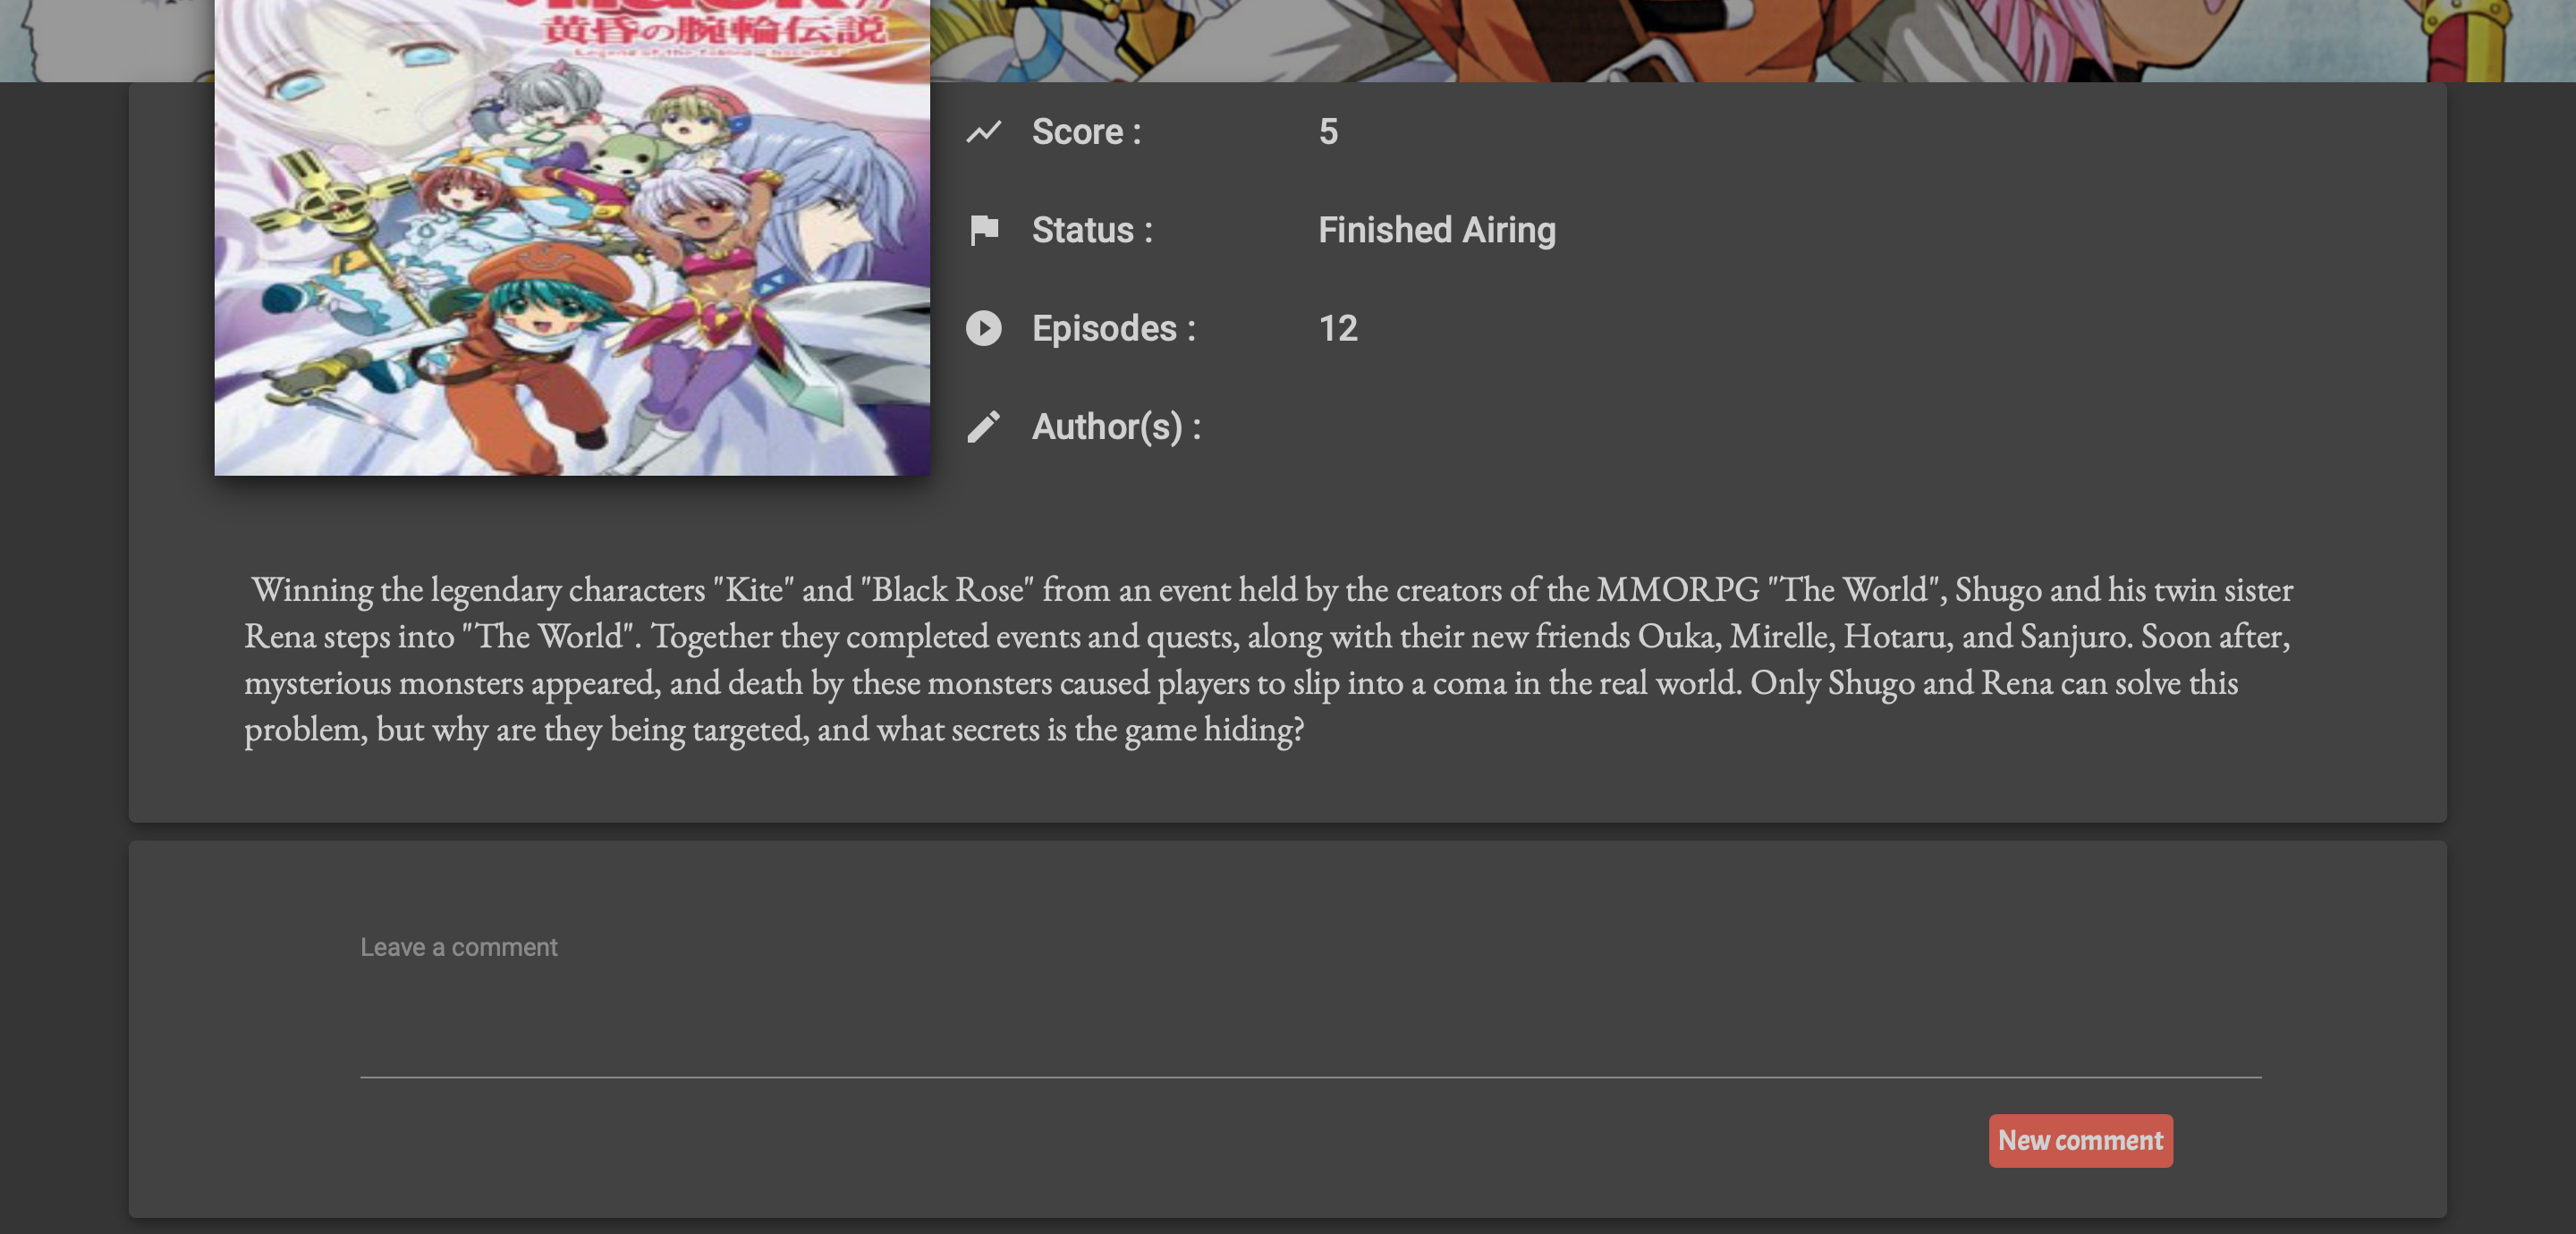 黄昏の腕輪伝説
Score : 5
Status : Finished Airing
Episodes : 12
Author(s) :
Winning the legendary characters "Kite" and "Black Rose" from an event held by the creators of the MMORPG "The World", Shugo and his twin sister
Rena steps into "The World". Together they completed events and quests, along with their new friends Ouka, Mirelle, Hotaru, and Sanjuro. Soon after,
mysterious monsters appeared, and death by these monsters caused players to slip into a coma in the real world. Only Shugo and Rena can solve this
problem, but why are they being targeted, and what secrets is the game hiding?
Leave a comment
New comment